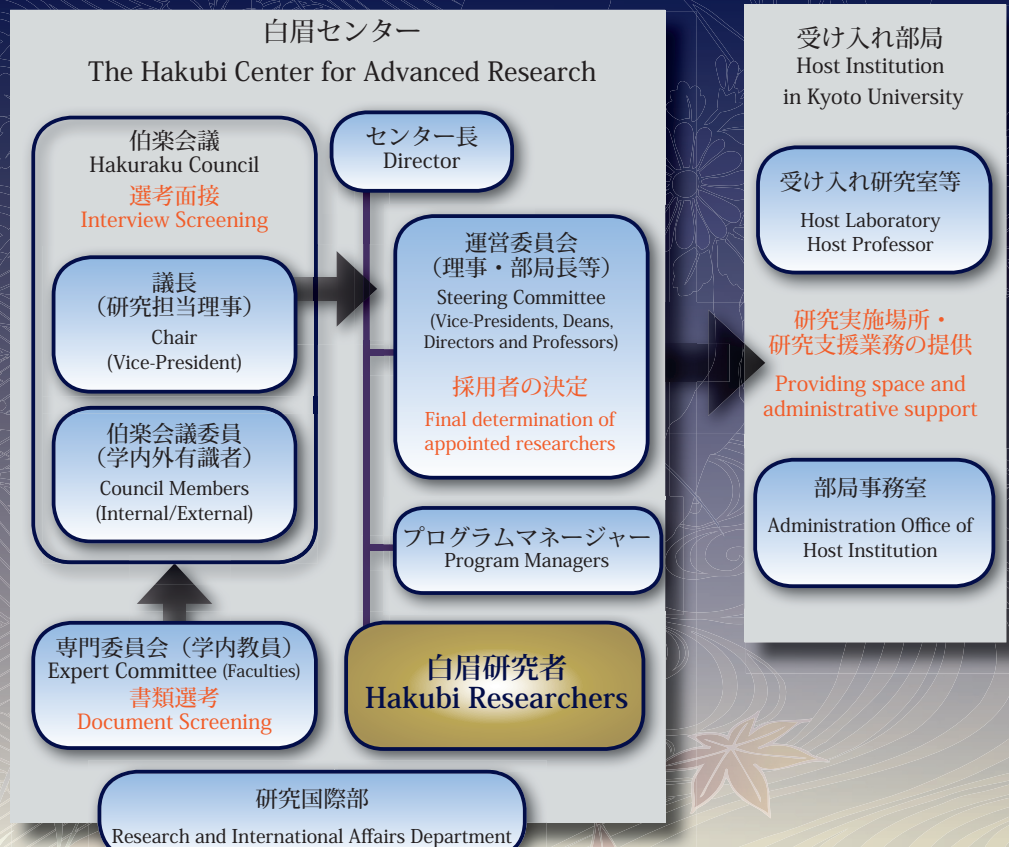 白眉センター
The Hakubi Center for Advanced Research
伯楽会議
Hakuraku Council
選考面接
Interview Screening
議長
（研究担当理事）
Chair
(Vice-President)
伯楽会議委員
（学内外有識者）
Council Members
(Internal/External)
専門委員会（学内教員）
Expert Committee (Faculties)
書類選考
Document Screening
センター長
Director
運営委員会
（理事・部局長等）
Steering Committee
(Vice-Presidents, Deans,
Directors and Professors)
採用者の決定
Final determination of
appointed researchers
プログラムマネージャー
Program Managers
白眉研究者
Hakubi Researchers
研究国際部
Research and International Affairs Department
受け入れ部局
Host Institution
in Kyoto University
受け入れ研究室等
Host Laboratory
Host Professor
研究実施場所・
研究支援業務の提供
Providing space and
administrative support
部局事務室
Administration Office of
Host Institution